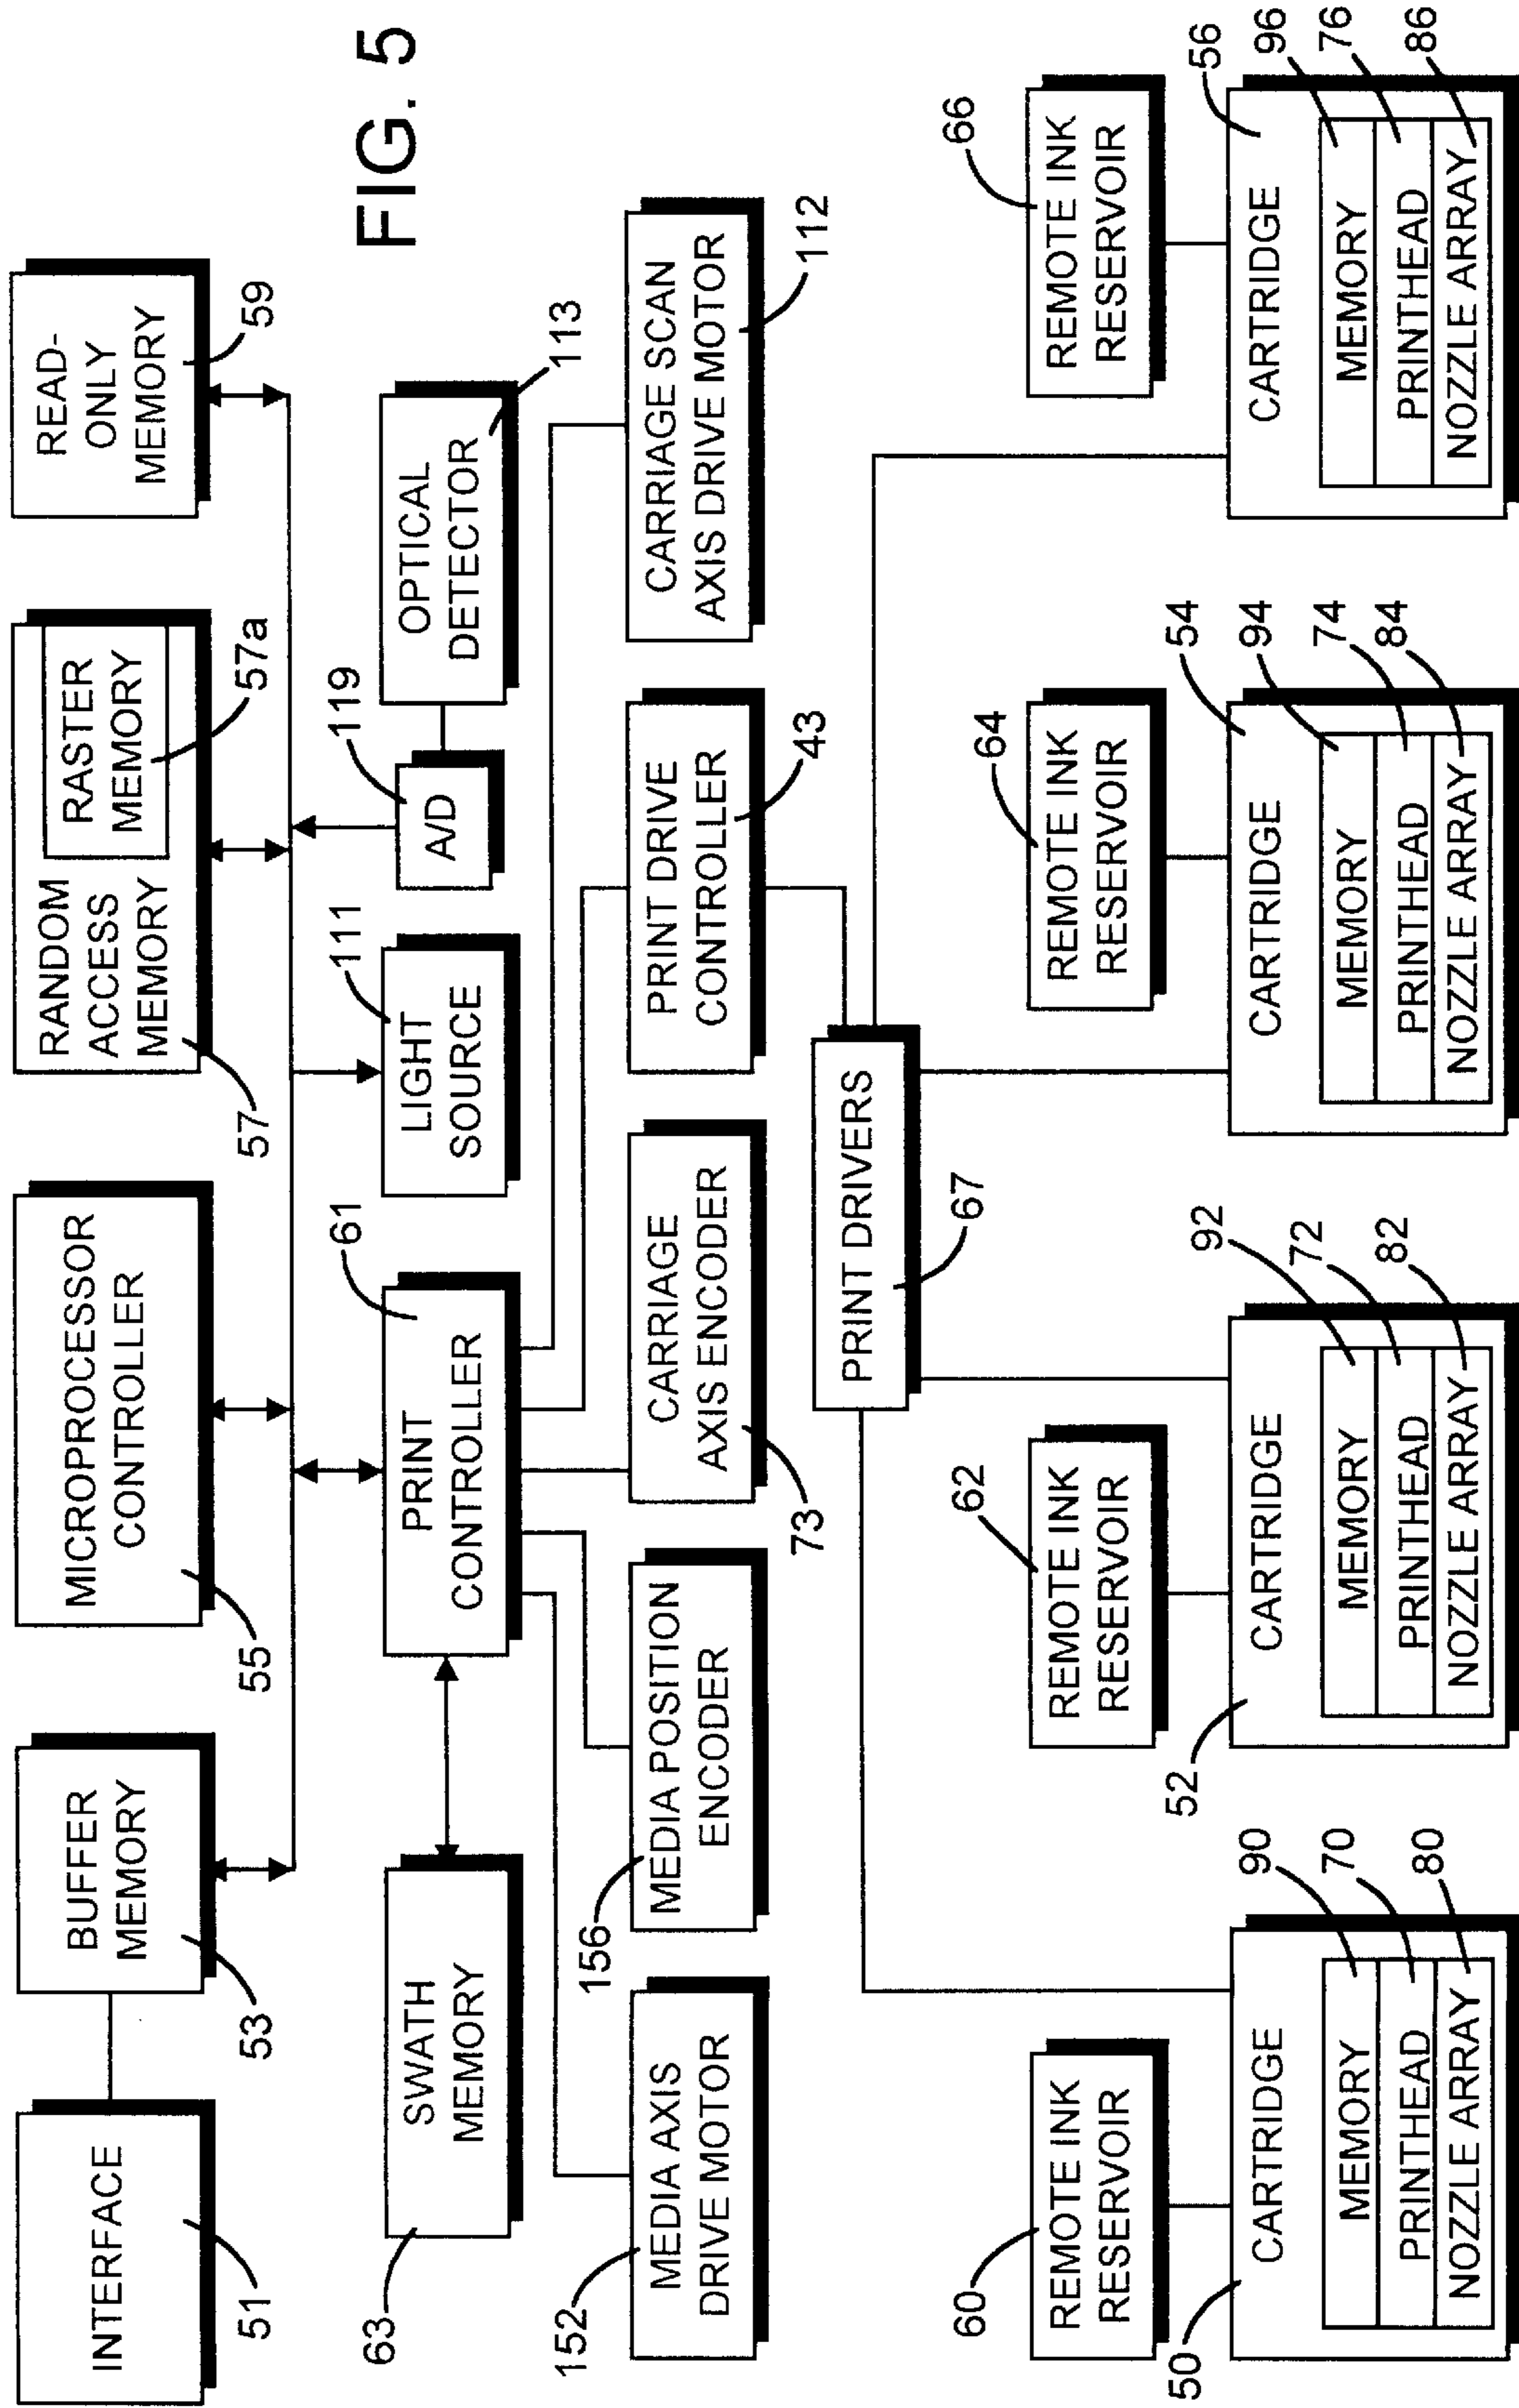 FIG. 5
INTERFACE
51
BUFFER
MEMORY
53
MICROPROCESSOR
CONTROLLER
55
RANDOM
ACCESS
MEMORY
57
RASTER
MEMORY
57a
READ-
ONLY
MEMORY
59
SWATH
MEMORY
63
PRINT
CONTROLLER
61
LIGHT
SOURCE
111
A/D
119
OPTICAL
DETECTOR
113
MEDIA AXIS
DRIVE MOTOR
152
MEDIA POSITION
ENCODER
156
CARRIAGE
AXIS ENCODER
73
PRINT DRIVE
CONTROLLER
43
CARRIAGE SCAN
AXIS DRIVE MOTOR
112
PRINT DRIVERS
67
REMOTE INK
RESERVOIR
60
REMOTE INK
RESERVOIR
62
REMOTE INK
RESERVOIR
64
REMOTE INK
RESERVOIR
66
CARTRIDGE
50
MEMORY
90
PRINTHEAD
70
NOZZLE ARRAY
80
CARTRIDGE
52
MEMORY
92
PRINTHEAD
72
NOZZLE ARRAY
82
CARTRIDGE
54
MEMORY
94
PRINTHEAD
74
NOZZLE ARRAY
84
CARTRIDGE
56
MEMORY
96
PRINTHEAD
76
NOZZLE ARRAY
86